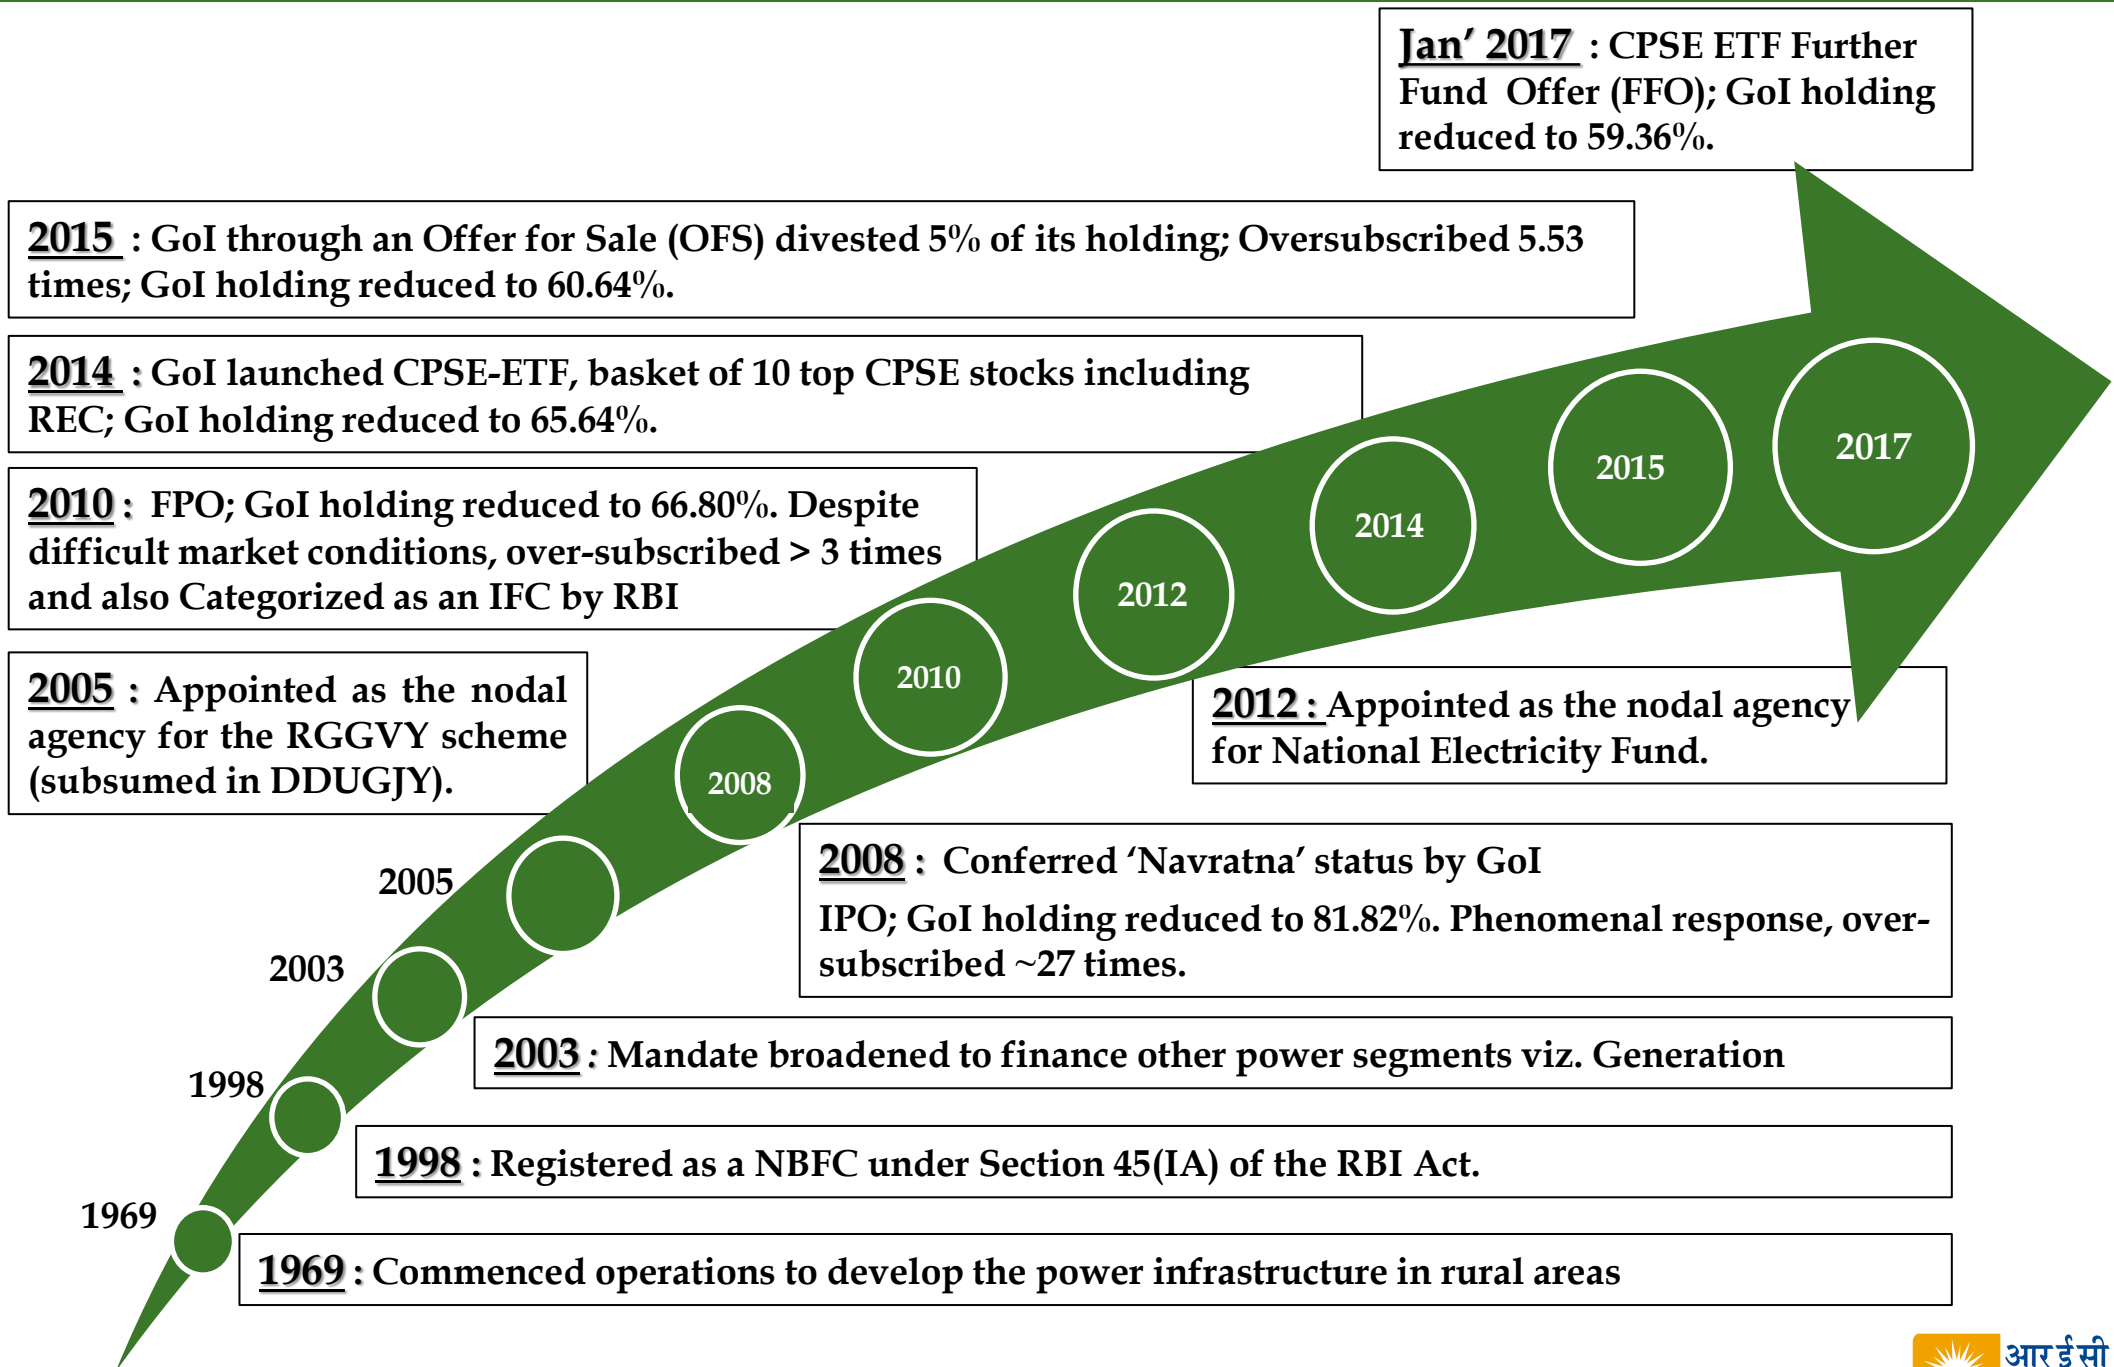 Jan’ 2017 : CPSE ETF Further
Fund Offer (FFO); GoI holding
reduced to 59.36%.
2015 : GoI through an Offer for Sale (OFS) divested 5% of its holding; Oversubscribed 5.53
times; GoI holding reduced to 60.64%.
2014 : GoI launched CPSE-ETF, basket of 10 top CPSE stocks including
REC; GoI holding reduced to 65.64%.
2010 : FPO; GoI holding reduced to 66.80%. Despite
difficult market conditions, over-subscribed > 3 times
and also Categorized as an IFC by RBI
2005 : Appointed as the nodal
agency for the RGGVY scheme
(subsumed in DDUGJY).
2017
2015
2014
2012
2010
2008
2005
2003
1998
1969
2012 : Appointed as the nodal agency
for National Electricity Fund.
2008 : Conferred ‘Navratna’ status by GoI
IPO; GoI holding reduced to 81.82%. Phenomenal response, over-
subscribed ~27 times.
2003 : Mandate broadened to finance other power segments viz. Generation
1998 : Registered as a NBFC under Section 45(IA) of the RBI Act.
1969 : Commenced operations to develop the power infrastructure in rural areas
आर ई सी